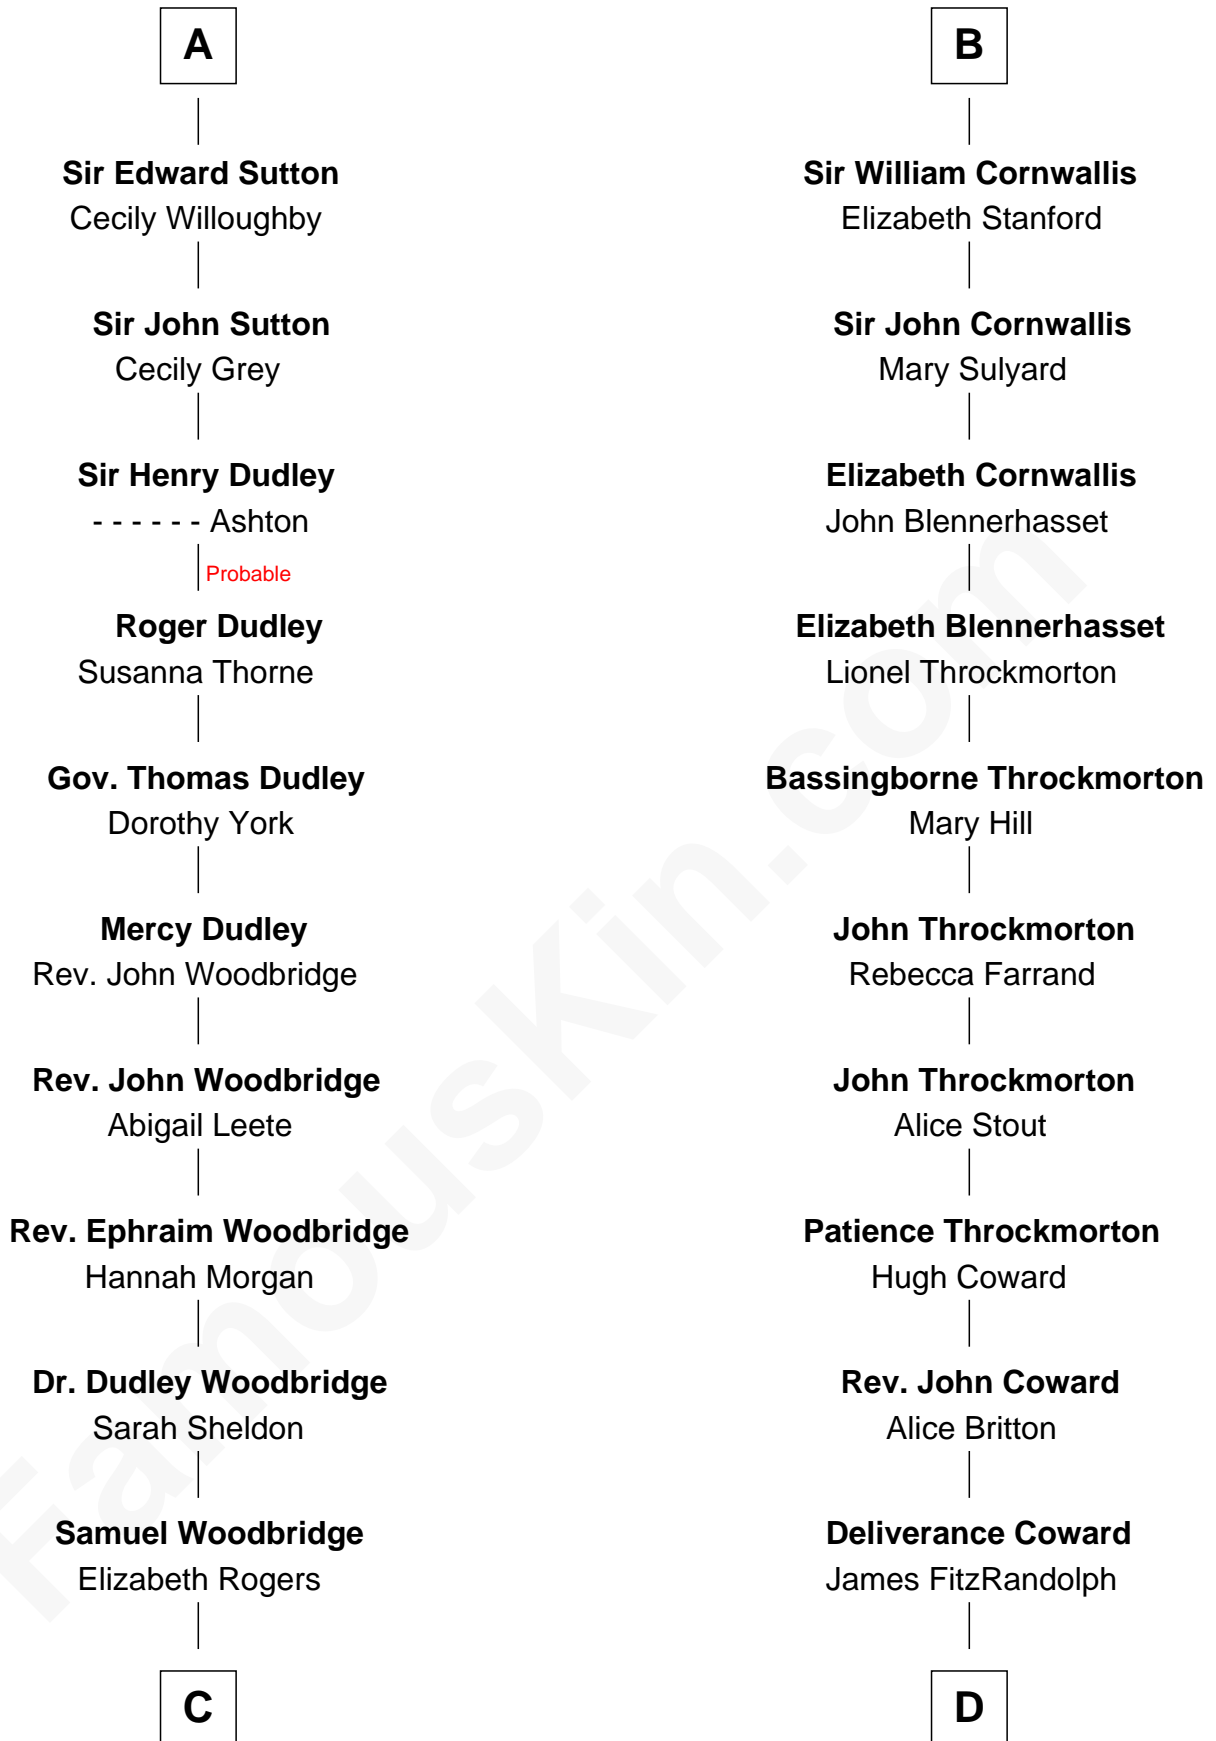 A
Sir Edward Sutton
Cecily Willoughby
Sir John Sutton
Cecily Grey
Sir Henry Dudley
- - - - - - Ashton
Probable
Roger Dudley
Susanna Thorne
Gov. Thomas Dudley
Dorothy York
Mercy Dudley
Rev. John Woodbridge
Rev. John Woodbridge
Abigail Leete
Rev. Ephraim Woodbridge
Hannah Morgan
Dr. Dudley Woodbridge
Sarah Sheldon
Samuel Woodbridge
Elizabeth Rogers
C
B
Sir William Cornwallis
Elizabeth Stanford
Sir John Cornwallis
Mary Sulyard
Elizabeth Cornwallis
John Blennerhasset
Elizabeth Blennerhasset
Lionel Throckmorton
Bassingborne Throckmorton
Mary Hill
John Throckmorton
Rebecca Farrand
John Throckmorton
Alice Stout
Patience Throckmorton
Hugh Coward
Rev. John Coward
Alice Britton
Deliverance Coward
James FitzRandolph
D
FamousKin.com